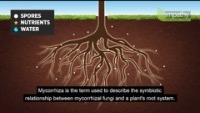 SPORES
NUTRIENTS
WATER
Mycorrhiza is the term used to describe the symbiotic
relationship between mycorrhizal fungi and a plant's root system.